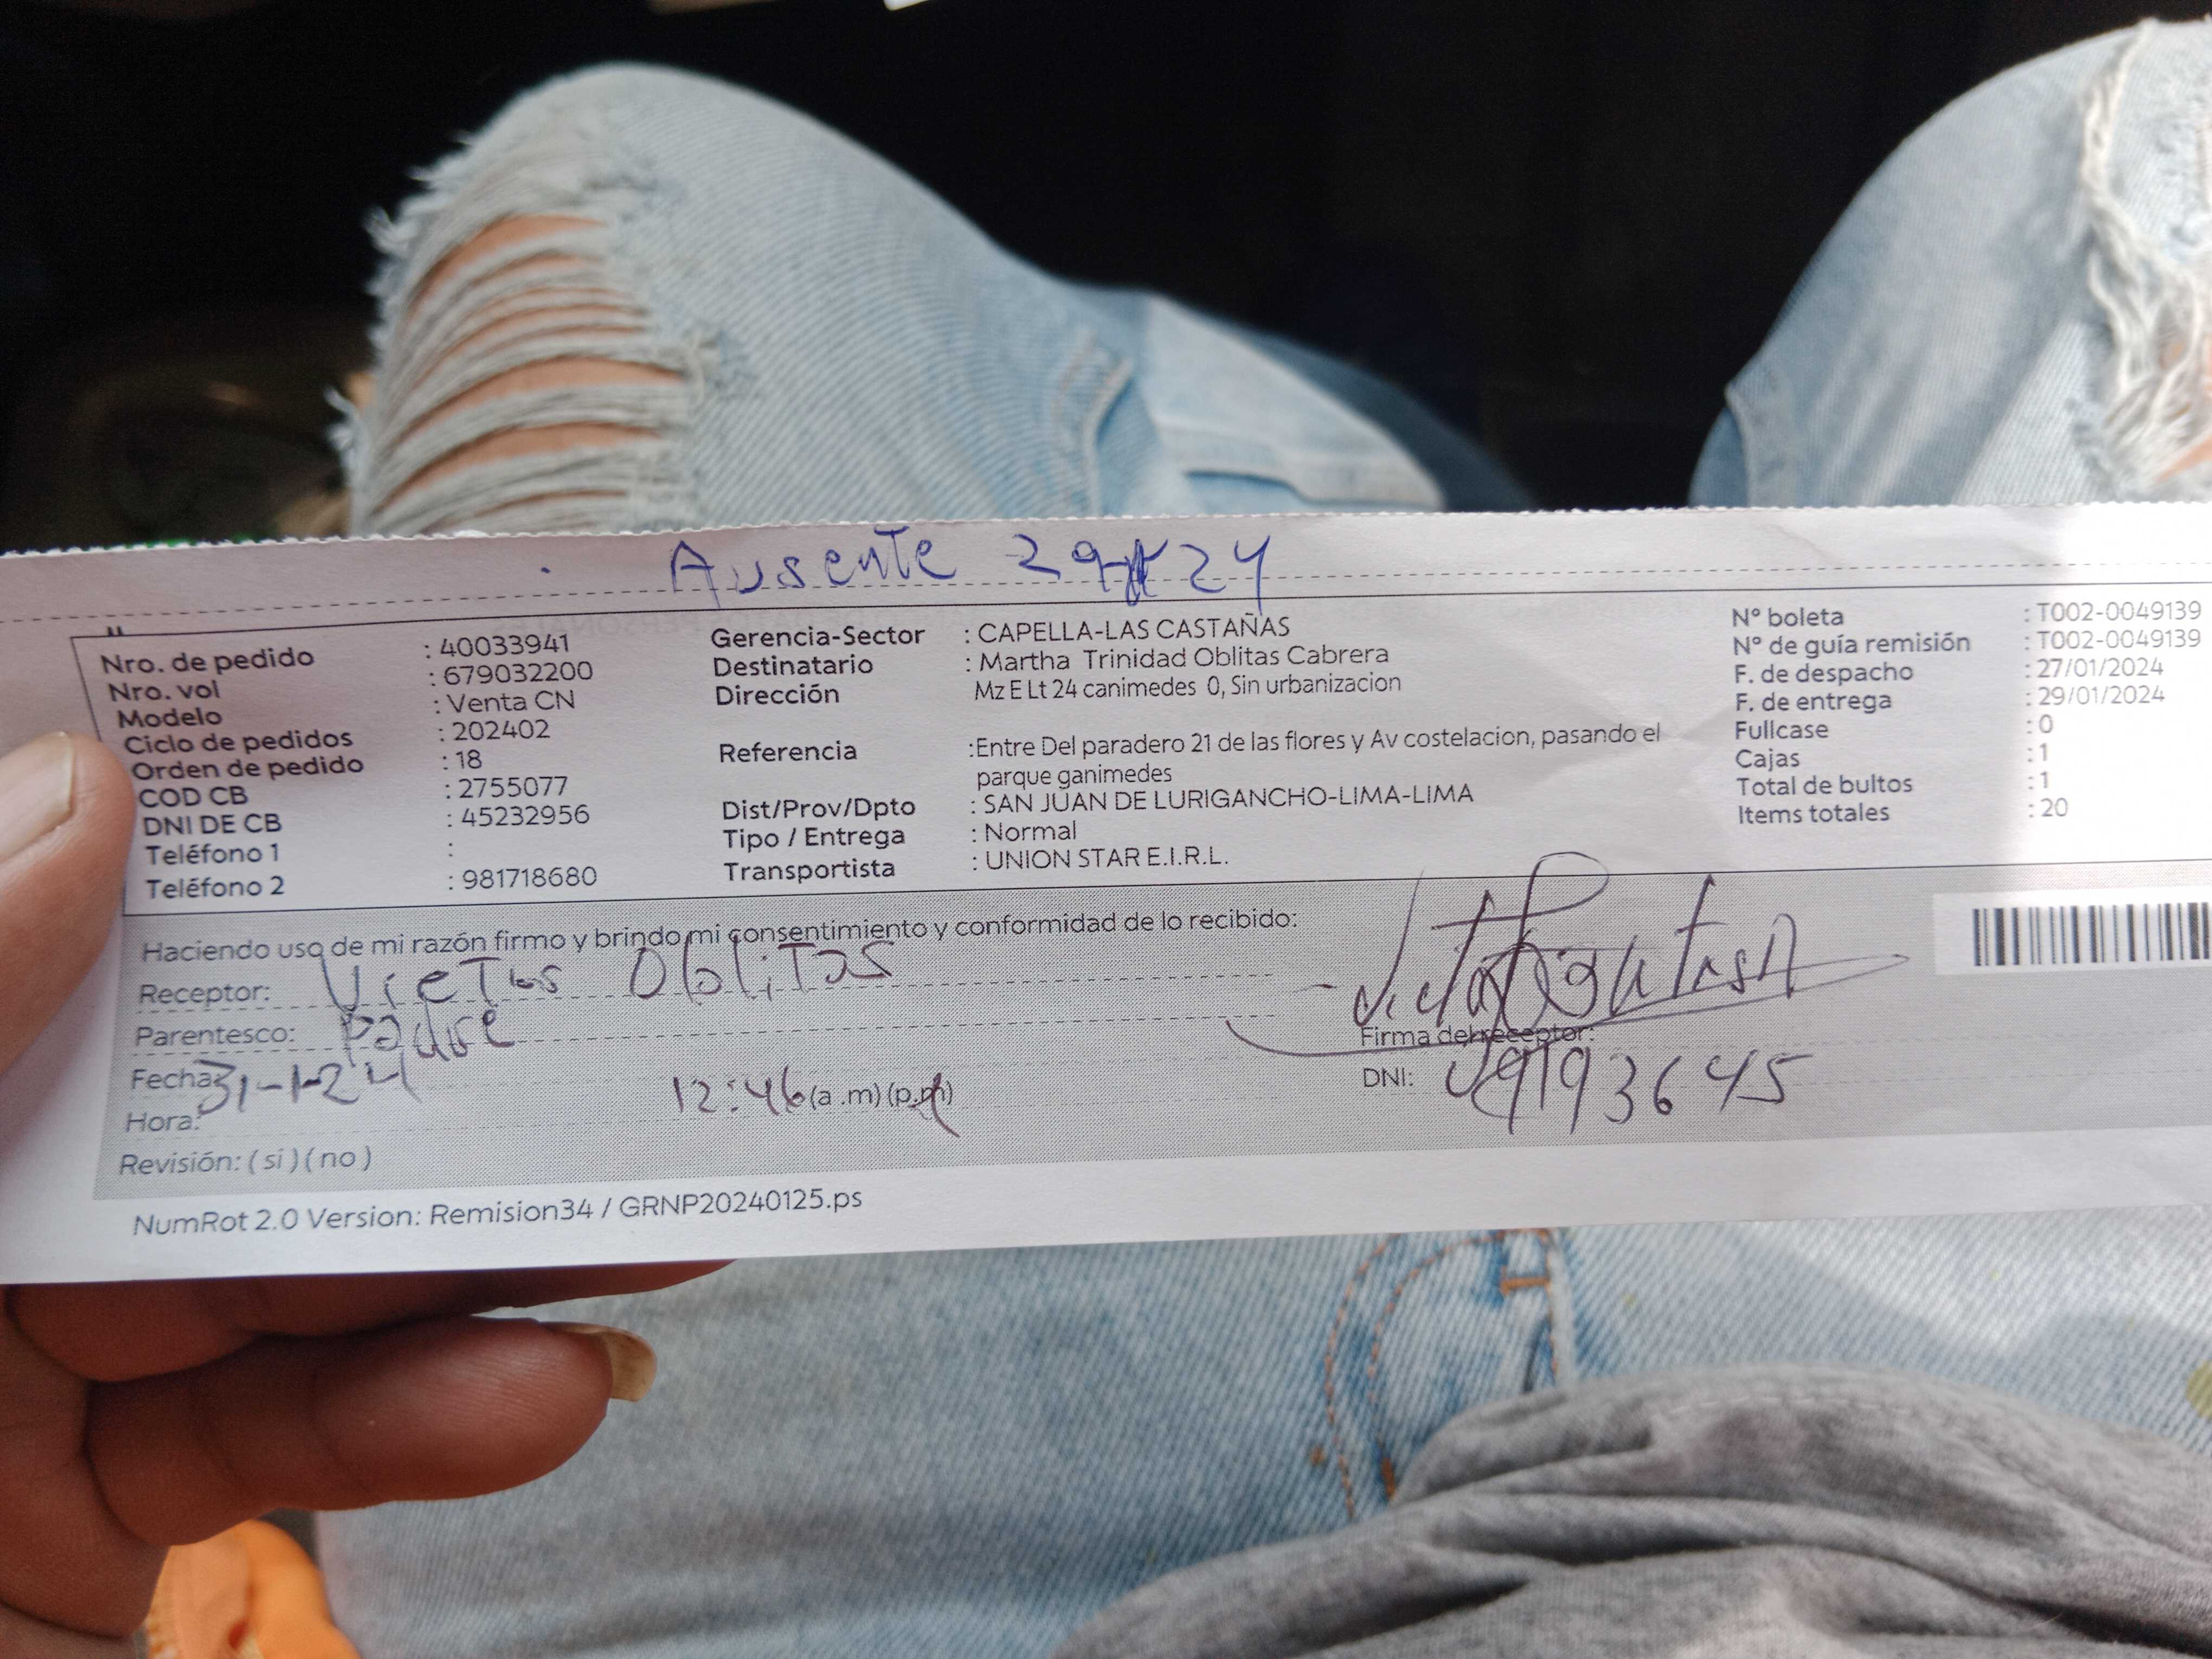 Ausente 29 24
Nro. de pedido : 40033941
Nro. vol : 679032200
Modelo : Venta CN
Ciclo de pedidos : 202402
Orden de pedido : 18
COD CB : 2755077
DNI DE CB : 45232956
Teléfono 1 :
Teléfono 2 : 981718680
Gerencia-Sector : CAPELLA-LAS CASTAÑAS
Destinatario : Martha Trinidad Oblitas Cabrera
Dirección Mz E Lt 24 canimedes 0, Sin urbanizacion
Referencia :Entre Del paradero 21 de las flores y Av costelacion, pasando el
parque ganimedes
Dist/Prov/Dpto : SAN JUAN DE LURIGANCHO-LIMA-LIMA
Tipo / Entrega : Normal
Transportista : UNION STAR E.I.R.L.
N° boleta : T002-0049139
N° de guía remisión : T002-0049139
F. de despacho : 27/01/2024
F. de entrega : 29/01/2024
Fullcase : 0
Cajas : 1
Total de bultos : 1
Items totales : 20
Haciendo uso de mi razón firmo y brindo mi consentimiento y conformidad de lo recibido:
Receptor: Victor Oblitas
Parentesco: Padre
Fecha: 31-1-24
Hora: 12:46 (a .m) (p.m)
Revisión: ( sí ) ( no )
Firma del receptor:
DNI: 09193645
NumRot 2.0 Version: Remision34 / GRNP20240125.ps